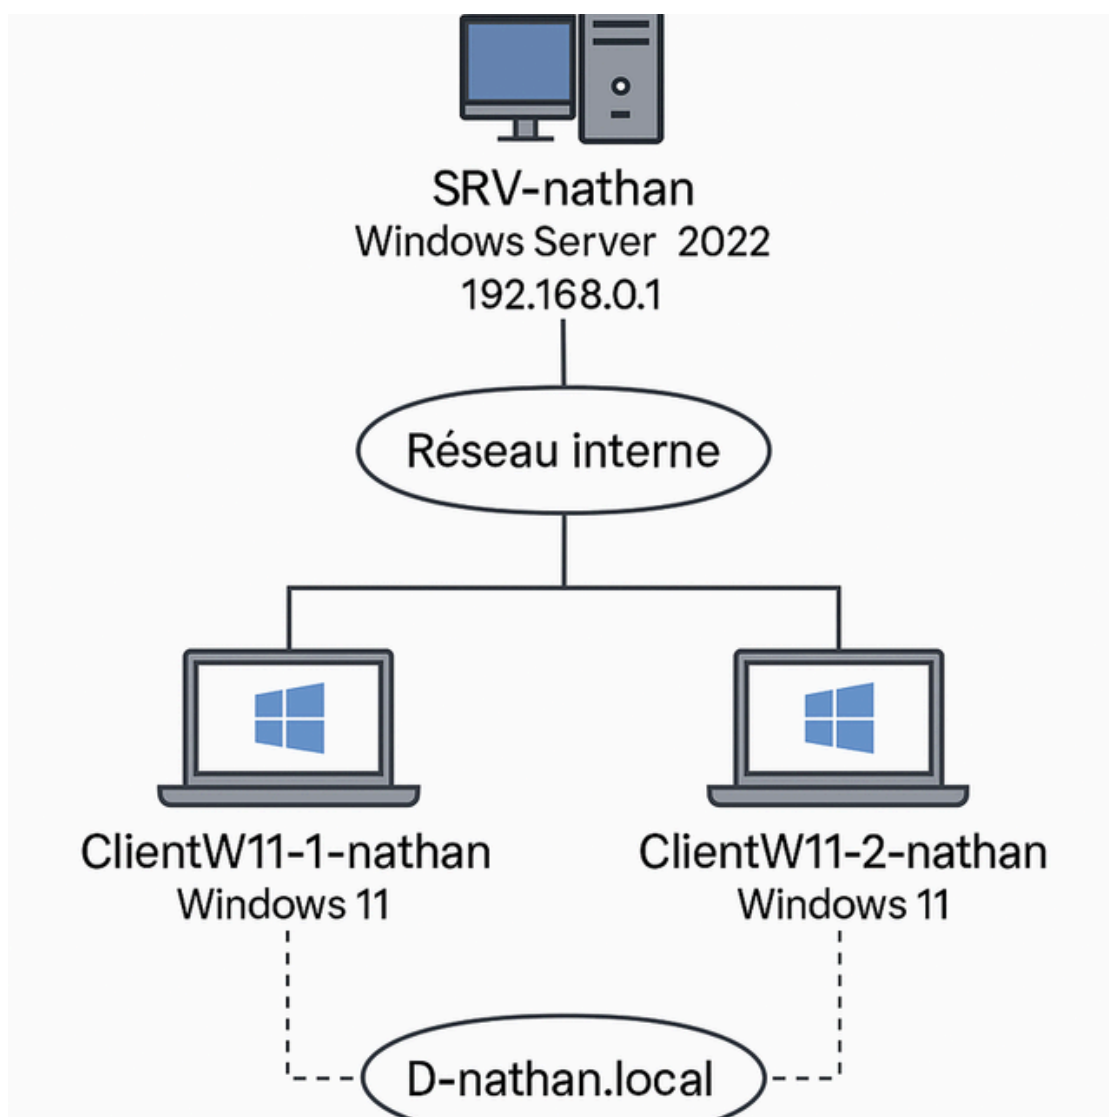 SRV-nathan
Windows Server 2022
192.168.0.1
Réseau interne
ClientW11-1-nathan
Windows 11
ClientW11-2-nathan
Windows 11
D-nathan.local